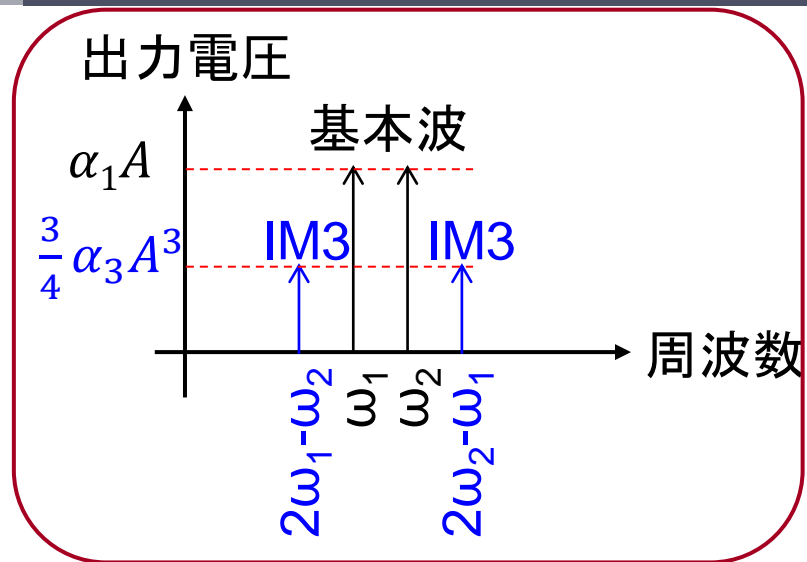 出力電圧
基本波
α₁A
IM3 IM3
3/4 α₃A³
周波数
2ω₁-ω₂
ω₁
ω₂
2ω₂-ω₁